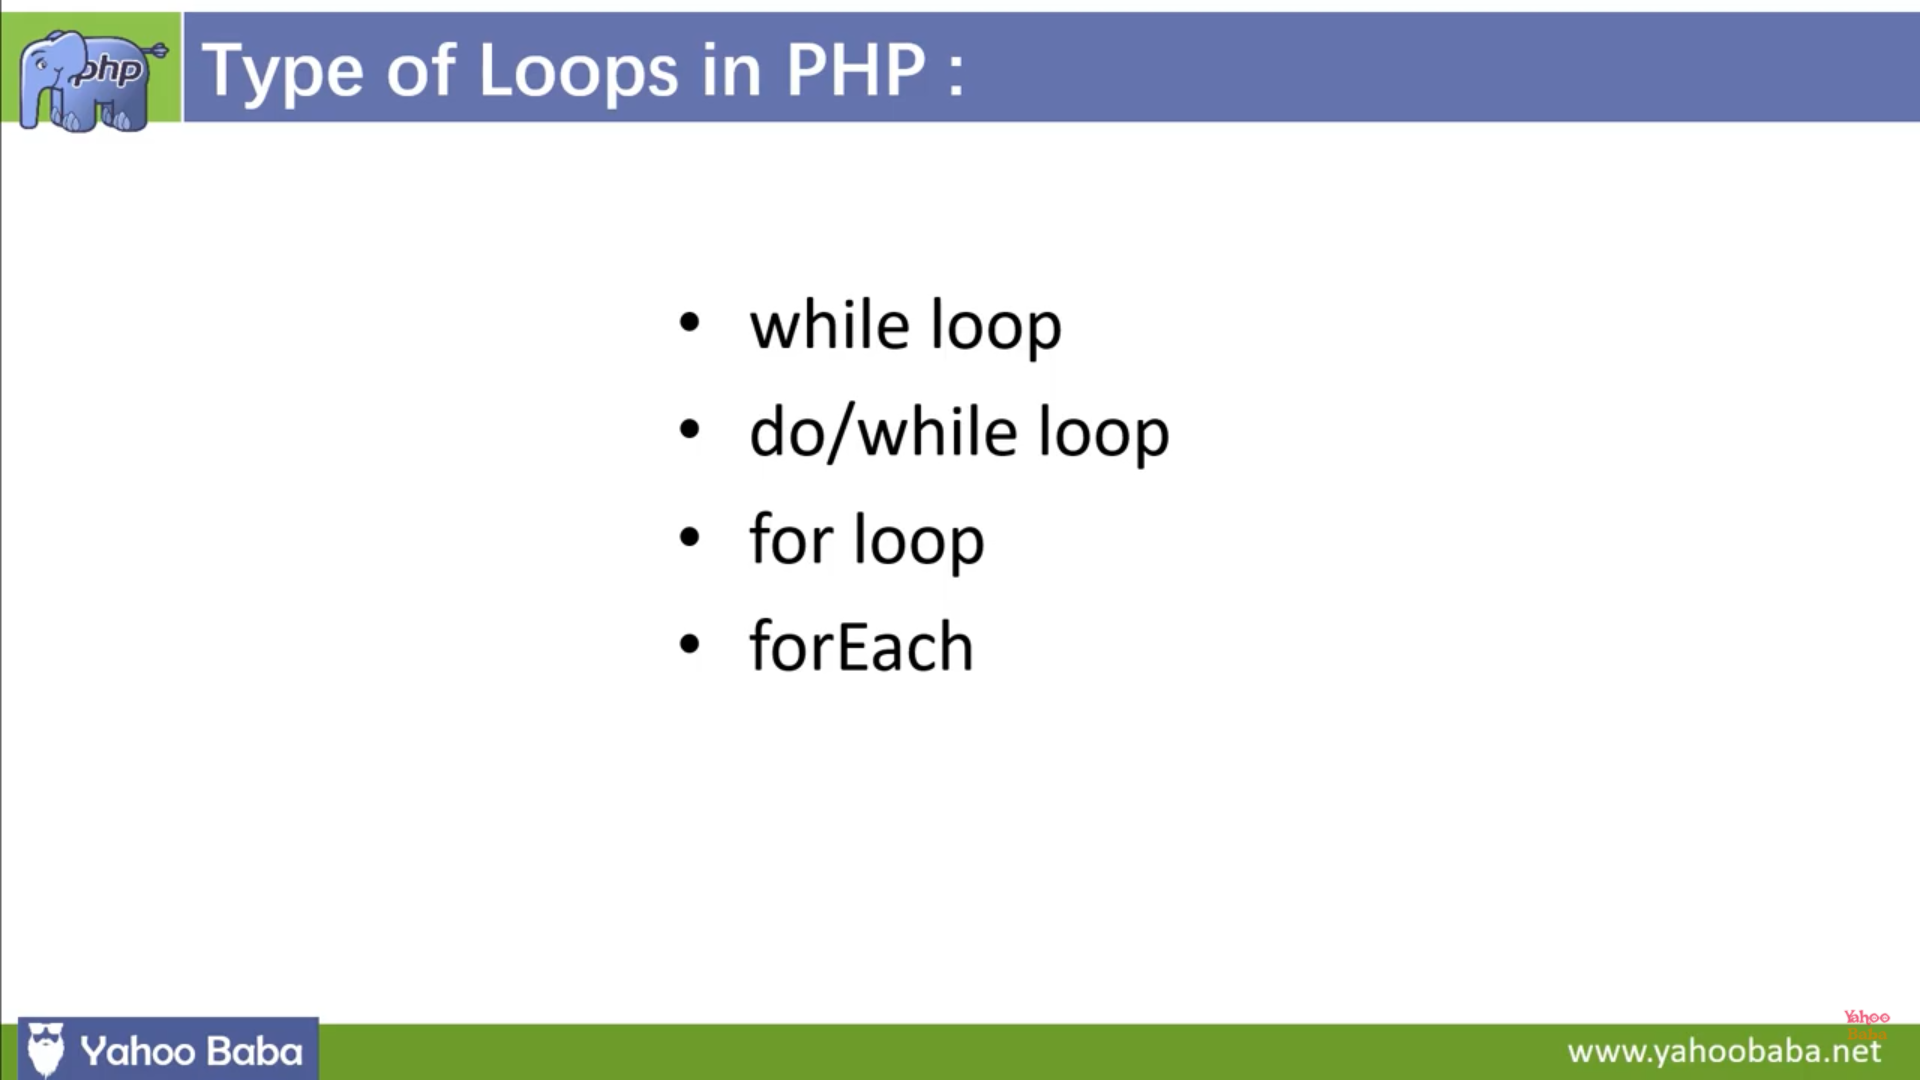 php
Type of Loops in PHP :
• while loop
• do/while loop
• for loop
• forEach
Yahoo
Baba
Yahoo Baba
www.yahoobaba.net